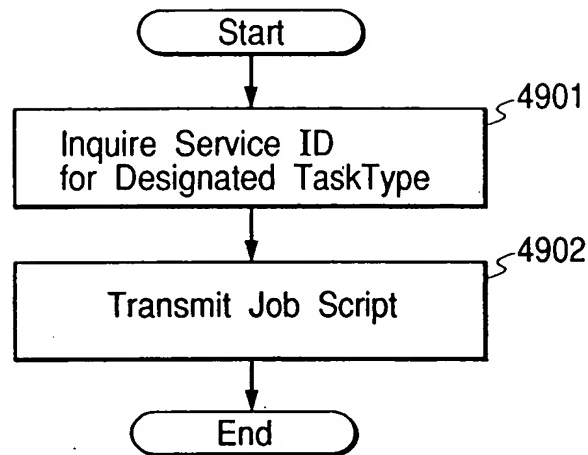 Start
4901
Inquire Service ID
for Designated TaskType
4902
Transmit Job Script
End